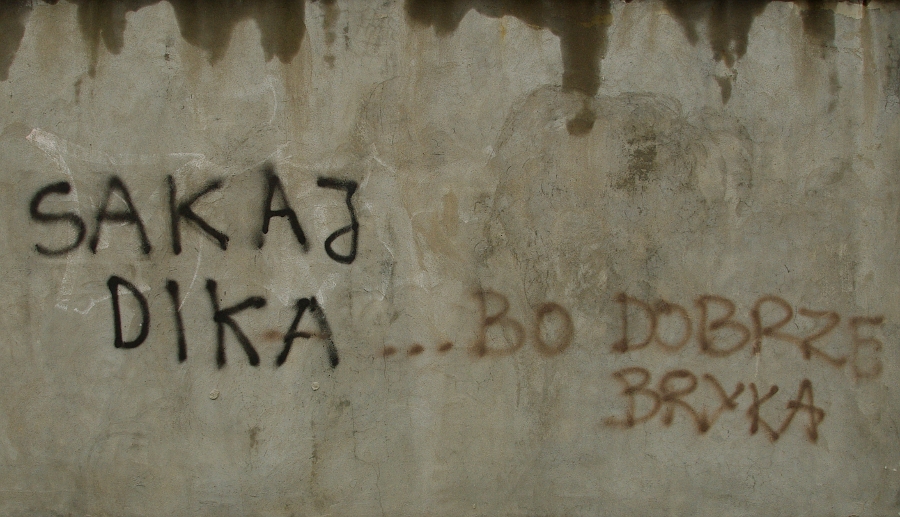 SAKAJ
DIKA ...BO DOBRZE
BRYKA